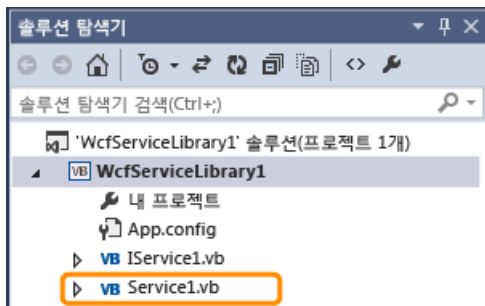 솔루션 탐색기
솔루션 탐색기 검색(Ctrl+;)
'WcfServiceLibrary1' 솔루션(프로젝트 1개)
VB WcfServiceLibrary1
내 프로젝트
App.config
VB IService1.vb
VB Service1.vb